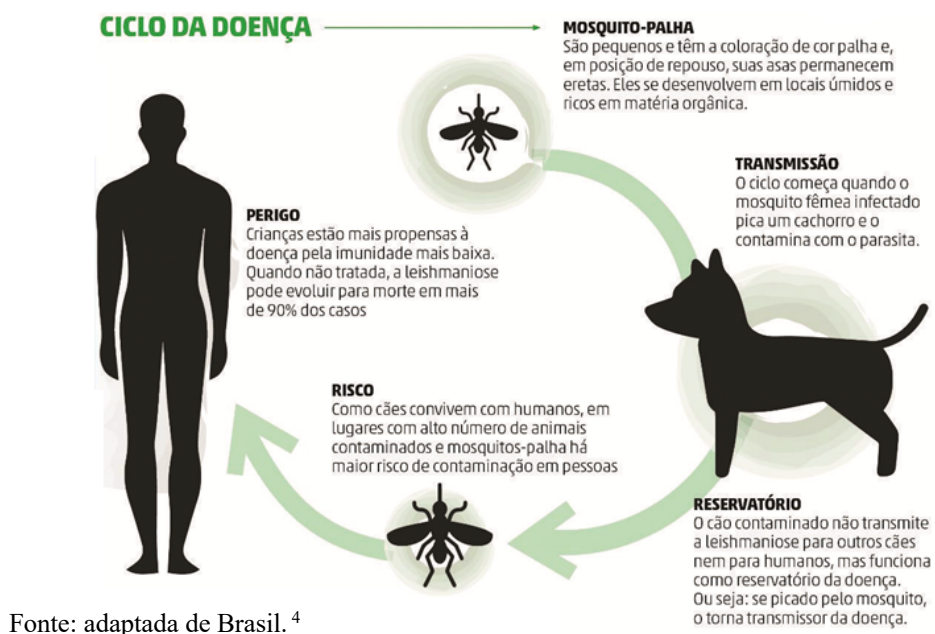 CICLO DA DOENÇA
MOSQUITO-PALHA
São pequenos e têm a coloração de cor palha e,
em posição de repouso, suas asas permanecem
eretas. Eles se desenvolvem em locais úmidos e
ricos em matéria orgânica.
TRANSMISSÃO
O ciclo começa quando o
mosquito fêmea infectado
pica um cachorro e o
contamina com o parasita.
PERIGO
Crianças estão mais propensas à
doença pela imunidade mais baixa.
Quando não tratada, a leishmaniose
pode evoluir para morte em mais
de 90% dos casos
RISCO
Como cães convivem com humanos, em
lugares com alto número de animais
contaminados e mosquitos-palha há
maior risco de contaminação em pessoas
RESERVATÓRIO
O cão contaminado não transmite
a leishmaniose para outros cães
nem para humanos, mas funciona
como reservatório da doença.
Ou seja: se picado pelo mosquito,
o torna transmissor da doença.
Fonte: adaptada de Brasil. 4